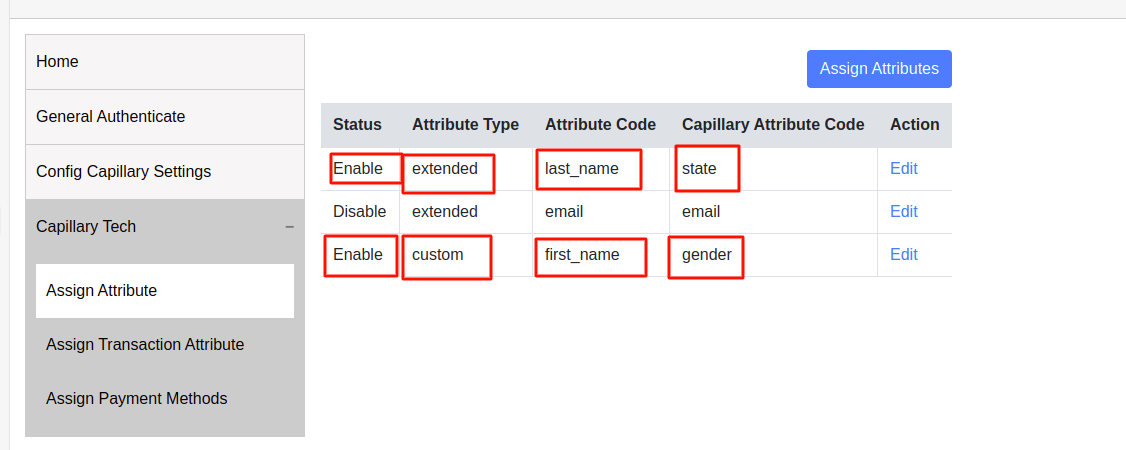 Home
General Authenticate
Config Capillary Settings
Capillary Tech −
Assign Attribute
Assign Transaction Attribute
Assign Payment Methods
Assign Attributes
Status Attribute Type Attribute Code Capillary Attribute Code Action
Enable extended last_name state Edit
Disable extended email email
Enable custom first_name gender Edit
Edit